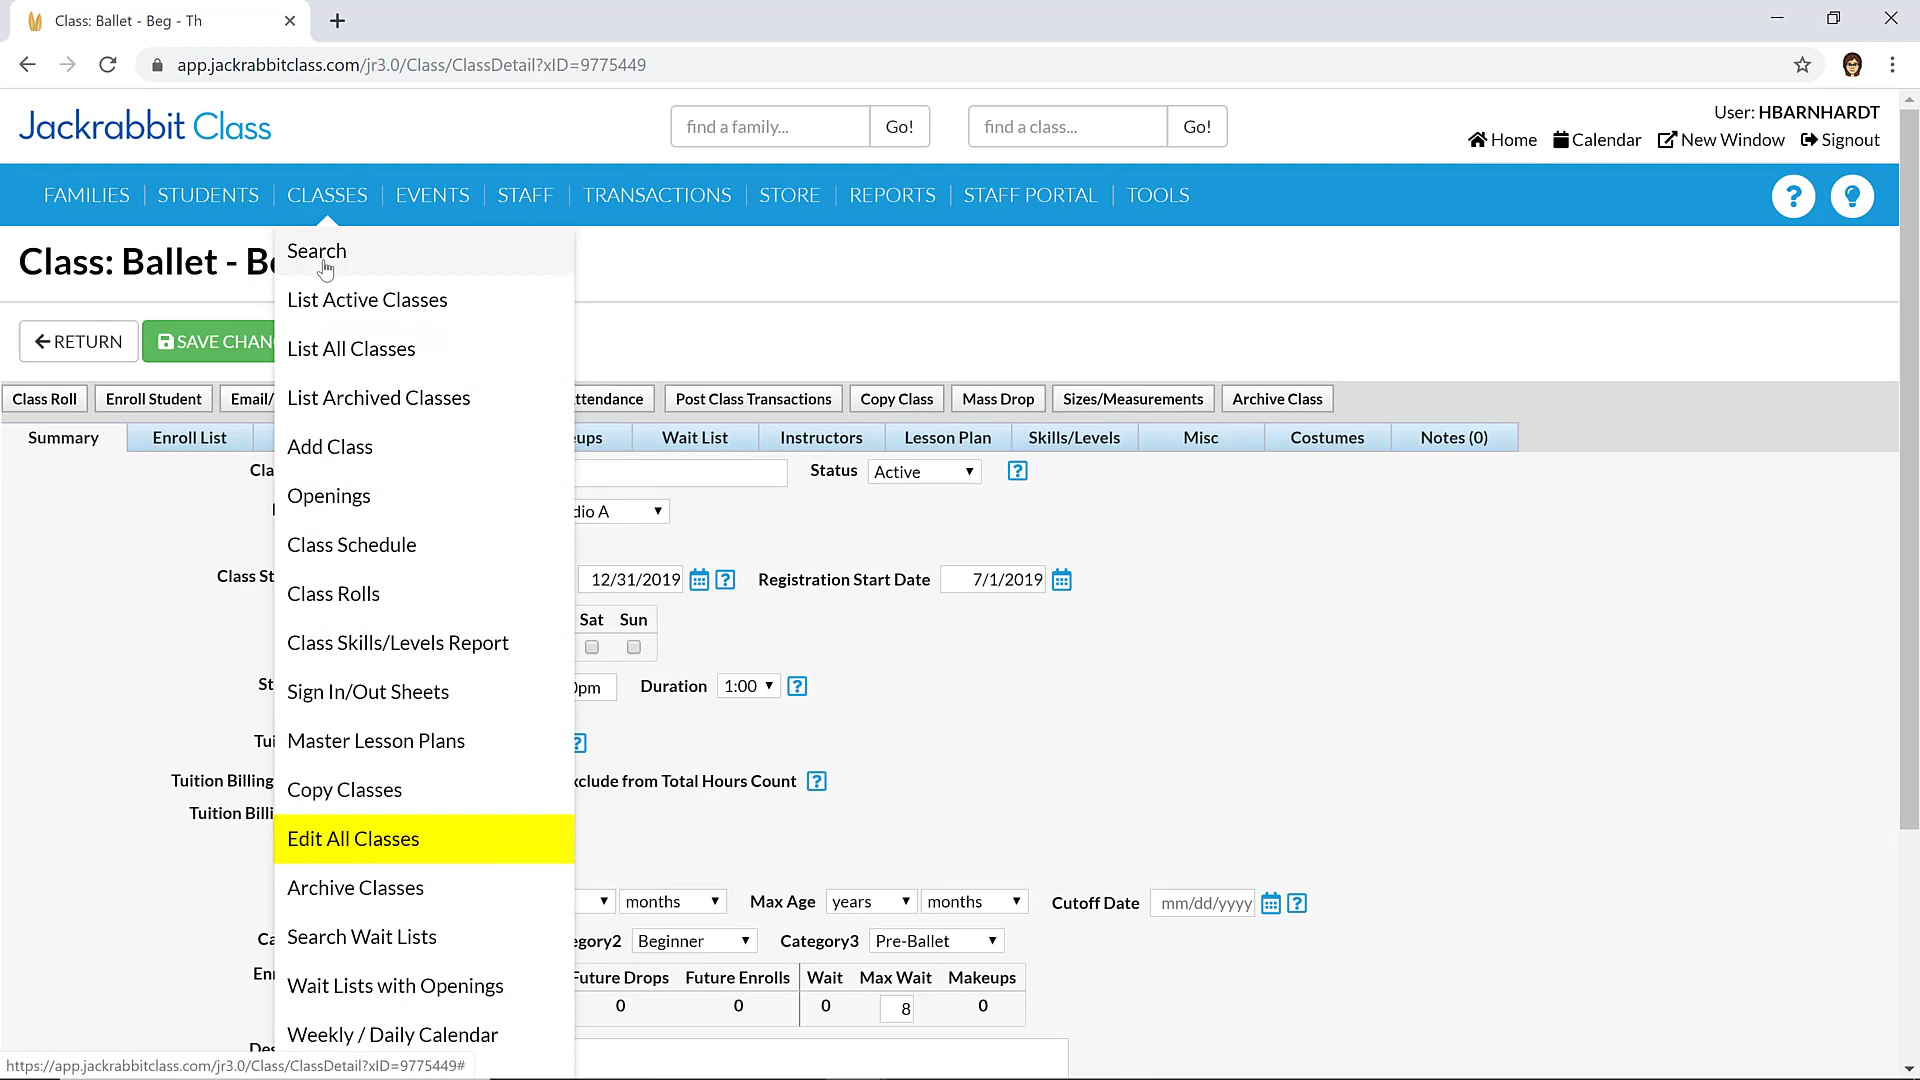 Class: Ballet - Beg - Th
app.jackrabbitclass.com/jr3.0/Class/ClassDetail?xID=9775449
Jackrabbit Class
find a family...
Go!
find a class...
Go!
User: HBARNHARDT
Home
Calendar
New Window
Signout
FAMILIES
STUDENTS
CLASSES
EVENTS
STAFF
TRANSACTIONS
STORE
REPORTS
STAFF PORTAL
TOOLS
?
Class: Ballet - Be
Search
List Active Classes
List All Classes
List Archived Classes
Add Class
Openings
Class Schedule
Class Rolls
Class Skills/Levels Report
Sign In/Out Sheets
Master Lesson Plans
Copy Classes
Edit All Classes
Archive Classes
Search Wait Lists
Wait Lists with Openings
Weekly / Daily Calendar
RETURN
SAVE CHAN
Class Roll
Enroll Student
Email/
ttendance
Post Class Transactions
Copy Class
Mass Drop
Sizes/Measurements
Archive Class
Summary
Enroll List
eups
Wait List
Instructors
Lesson Plan
Skills/Levels
Misc
Costumes
Notes (0)
Cla
Status
Active
?
dio A
Class St
12/31/2019
?
Registration Start Date
7/1/2019
Sat
Sun
St
0pm
Duration
1:00
?
Tui
?
Tuition Billing
xclude from Total Hours Count
?
Tuition Billi
months
Max Age
years
months
Cutoff Date
mm/dd/yyyy
?
Ca
egory2
Beginner
Category3
Pre-Ballet
En
Future Drops
Future Enrolls
Wait
Max Wait
Makeups
0
0
0
8
0
Des
https://app.jackrabbitclass.com/jr3.0/Class/ClassDetail?xID=9775449#